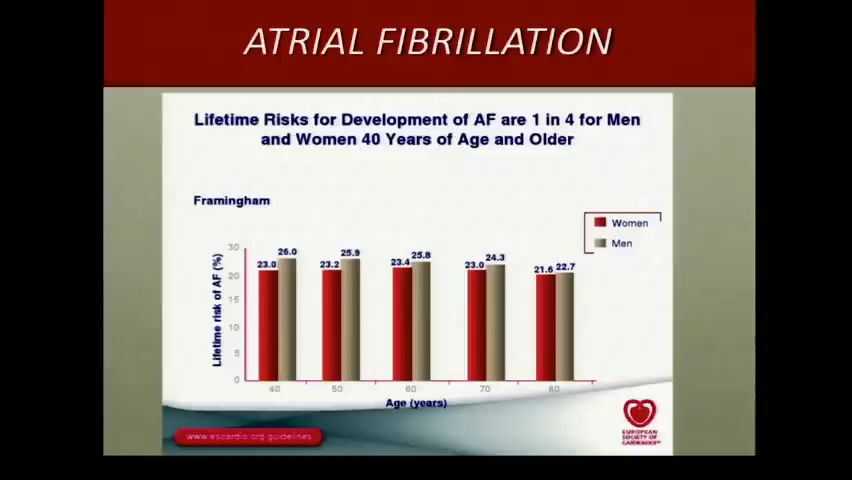 ATRIAL FIBRILLATION
Lifetime Risks for Development of AF are 1 in 4 for Men
and Women 40 Years of Age and Older
Framingham
Women
Men
Lifetime risk of AF (%)
30
20
15
10
5
0
23.0 26.0 23.2 25.9 23.4 25.8 23.0 24.3 21.6 22.7
40 50 60 70 80
Age (years)
www.escardio.org/guidelines
EUROPEAN
SOCIETY OF
CARDIOLOGY®